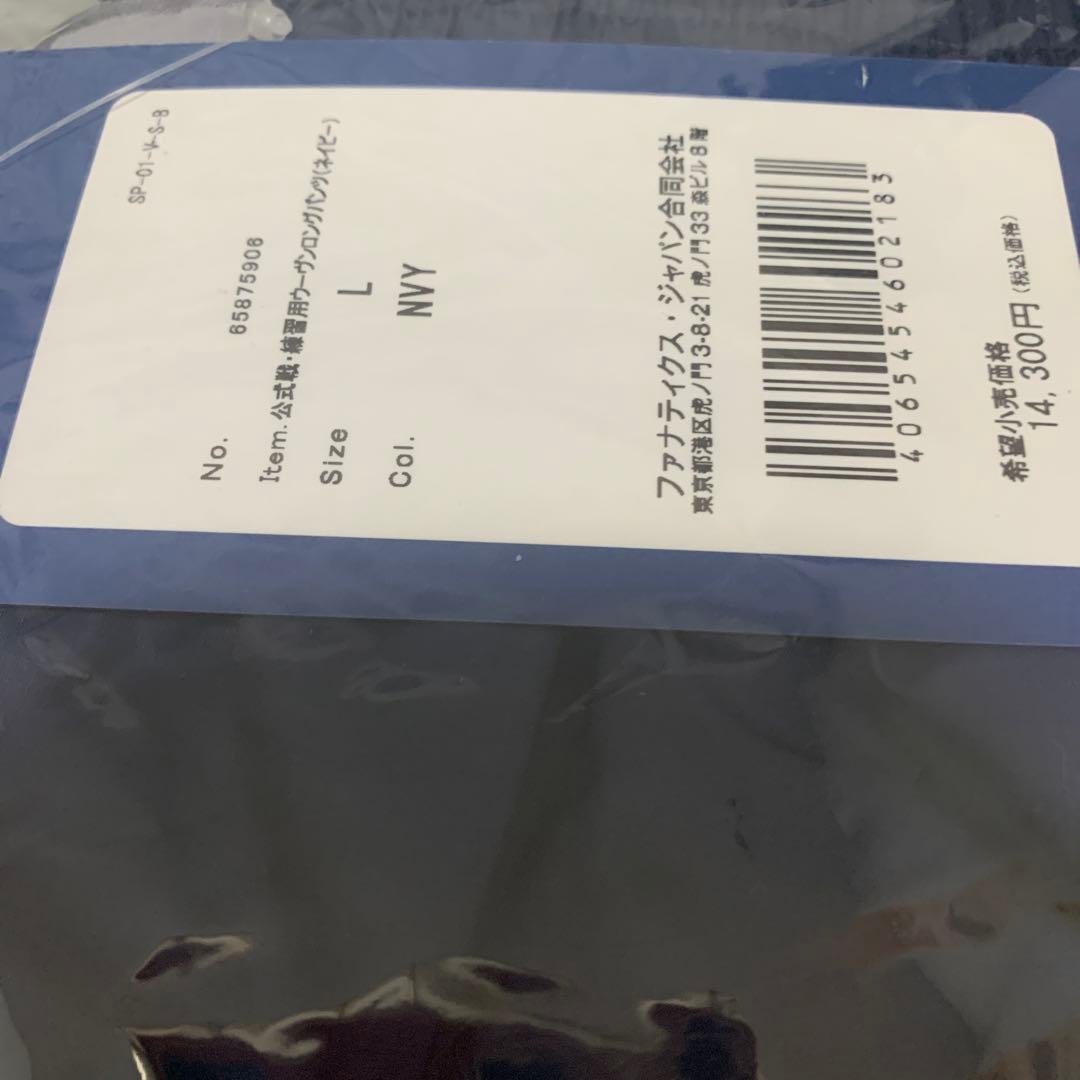 SP-01-V-S-B
No. 65875908
Item. 公式戦・練習用ウーヴンロングパンツ(ネイビー)
Size L
Col. NVY
ファナティクス・ジャパン合同会社
東京都港区虎ノ門3-8-21 虎ノ門33 森ビル8階
4065454602183
希望小売価格
14,300円(税込価格)